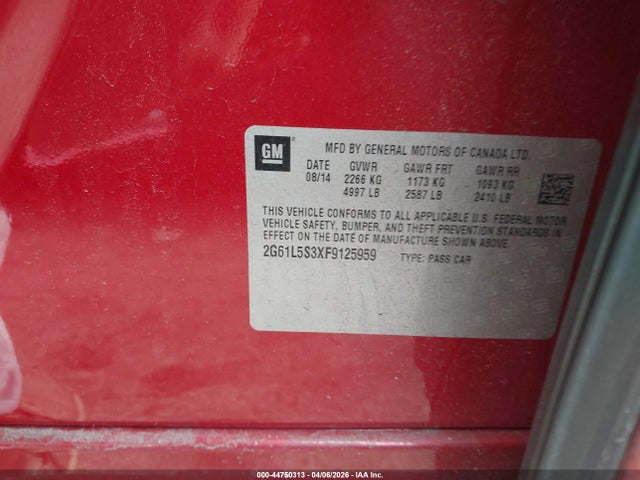 GM
MFD BY GENERAL MOTORS OF CANADA LTD.
DATE GVWR GAWR FRT GAWR RR
08/14 2266 KG 1173 KG 1093 KG
4997 LB 2587 LB 2410 LB
THIS VEHICLE CONFORMS TO ALL APPLICABLE U.S. FEDERAL MOTOR
VEHICLE SAFETY, BUMPER, AND THEFT PREVENTION STANDARDS IN
EFFECT ON THE DATE OF MANUFACTURE SHOWN ABOVE.
2G61L5S3XF9125959 TYPE: PASS CAR
000-44750313 - 04/06/2026 - IAA Inc.